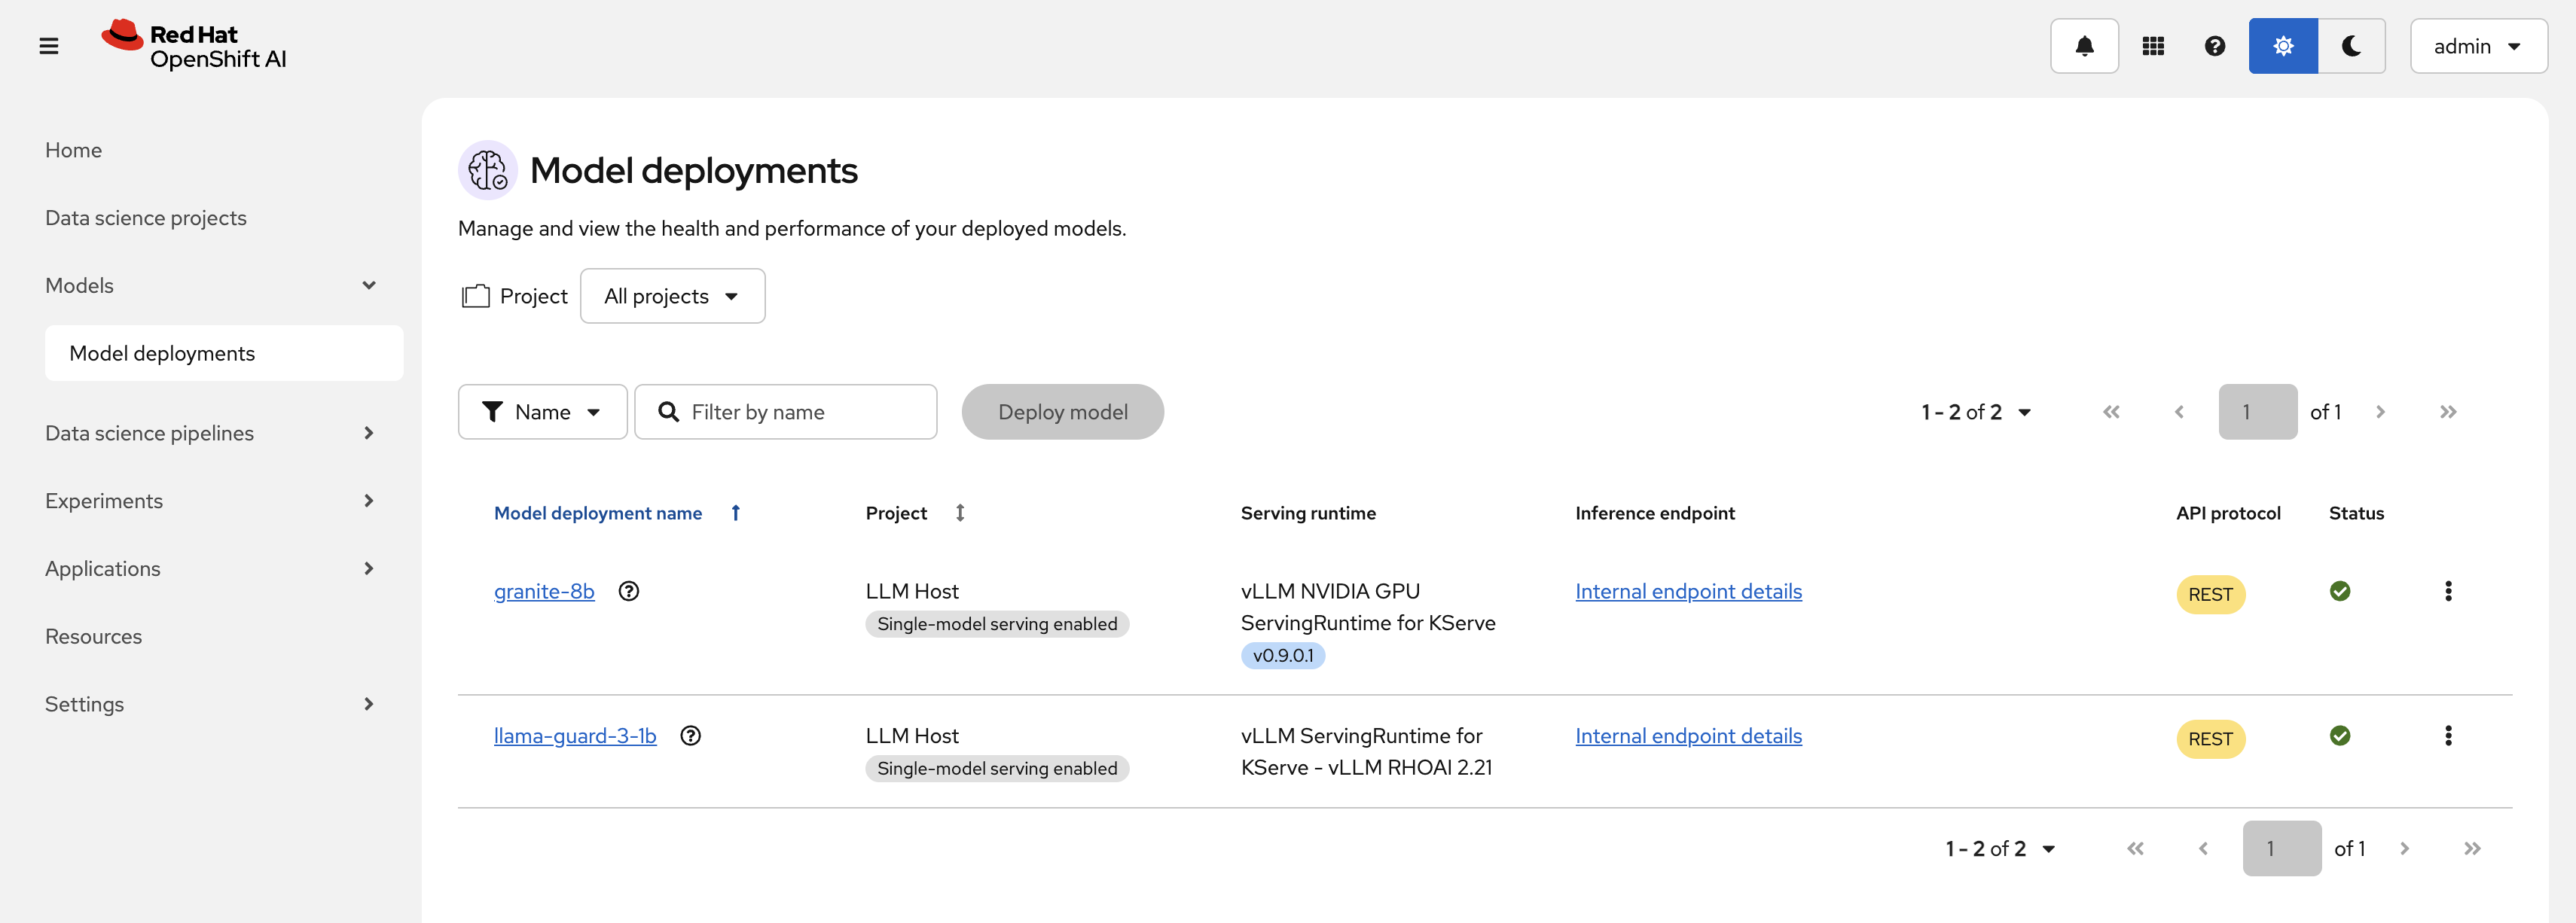 Red Hat
OpenShift AI
admin
Home
Data science projects
Models
Model deployments
Data science pipelines
Experiments
Applications
Resources
Settings
Model deployments
Manage and view the health and performance of your deployed models.
Project All projects
Name Filter by name Deploy model 1 - 2 of 2 1 of 1
Model deployment name Project Serving runtime Inference endpoint API protocol Status
granite-8b LLM Host vLLM NVIDIA GPU Internal endpoint details REST
Single-model serving enabled ServingRuntime for KServe
v0.9.0.1
llama-guard-3-1b LLM Host vLLM ServingRuntime for Internal endpoint details REST
Single-model serving enabled KServe - vLLM RHOAI 2.21
1 - 2 of 2 1 of 1